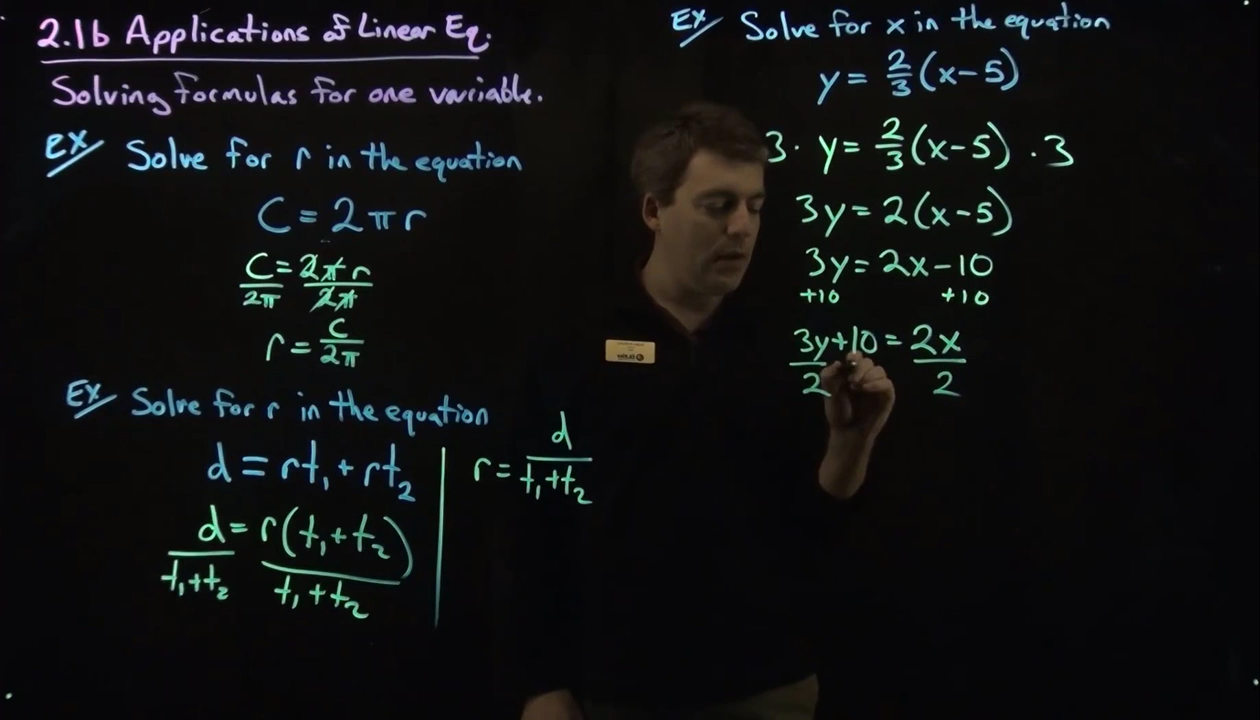 2.1b Applications of Linear Eq.
Solving formulas for one variable.
Ex/ Solve for r in the equation
C = 2πr
C = 2πr
2π 2π
r = C
2π
Ex/ Solve for r in the equation
d = rt₁ + rt₂
d = r(t₁ + t₂)
t₁ + t₂ t₁ + t₂
r = d
t₁ + t₂
Ex/ Solve for x in the equation
y = 2/3 (x - 5)
3 · y = 2/3 (x - 5) · 3
3y = 2(x - 5)
3y = 2x - 10
+10 +10
3y + 10 = 2x
2 2